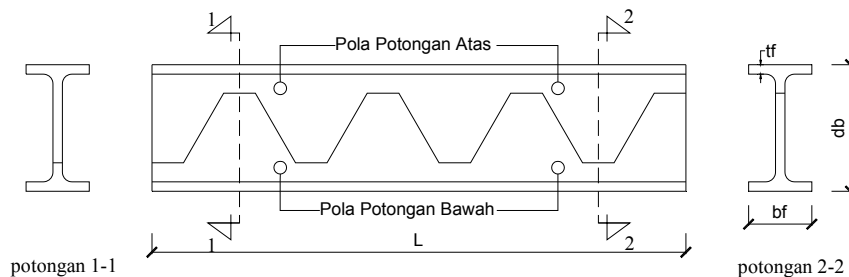 1
2
Pola Potongan Atas
tf
db
Pola Potongan Bawah
bf
1
L
2
potongan 1-1
potongan 2-2